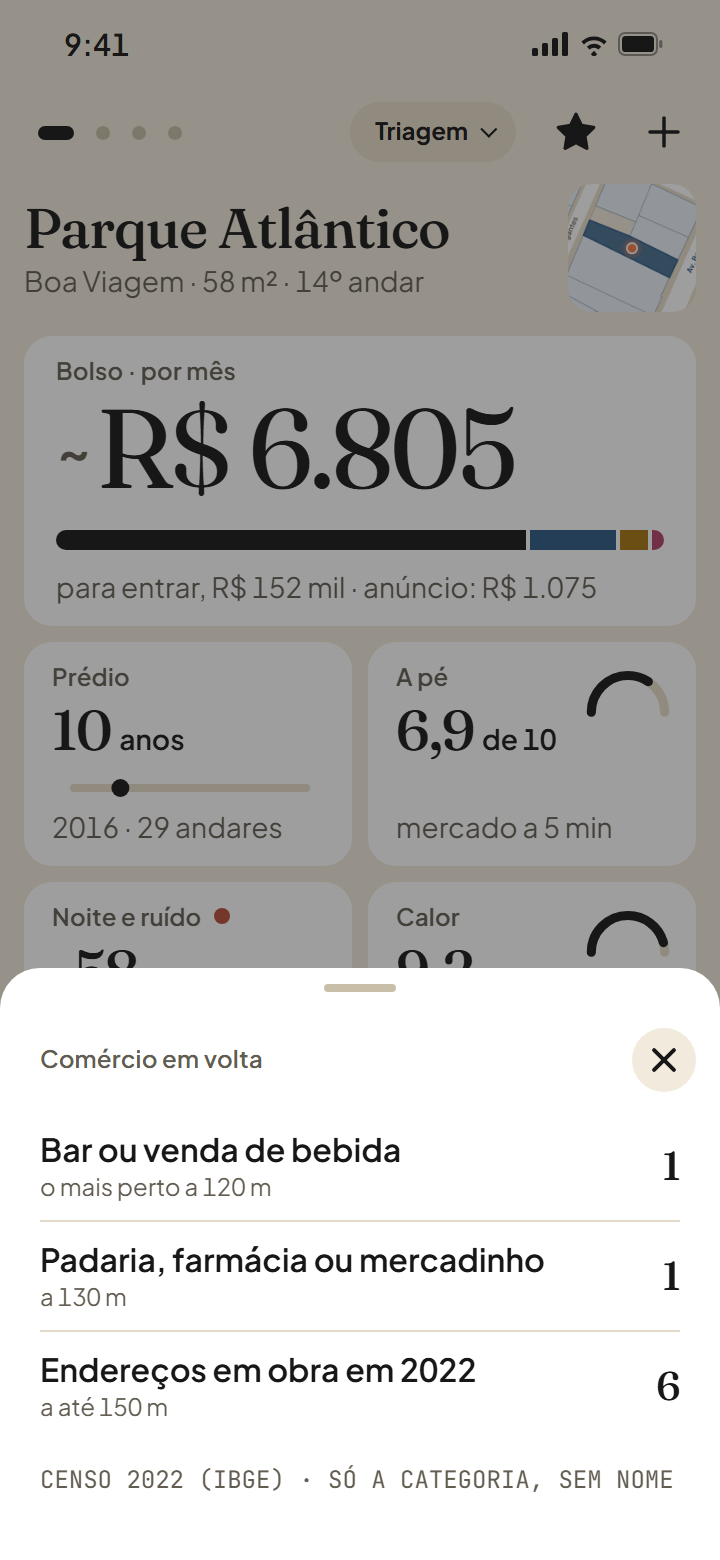 9:41
Triagem
Parque Atlântico
Boa Viagem · 58 m² · 14º andar
Bolso · por mês
~R$ 6.805
para entrar, R$ 152 mil · anúncio: R$ 1.075
Prédio
10 anos
2016 · 29 andares
A pé
6,9 de 10
mercado a 5 min
Noite e ruído
Calor
Comércio em volta
Bar ou venda de bebida
o mais perto a 120 m
1
Padaria, farmácia ou mercadinho
a 130 m
1
Endereços em obra em 2022
a até 150 m
6
CENSO 2022 (IBGE) · SÓ A CATEGORIA, SEM NOME